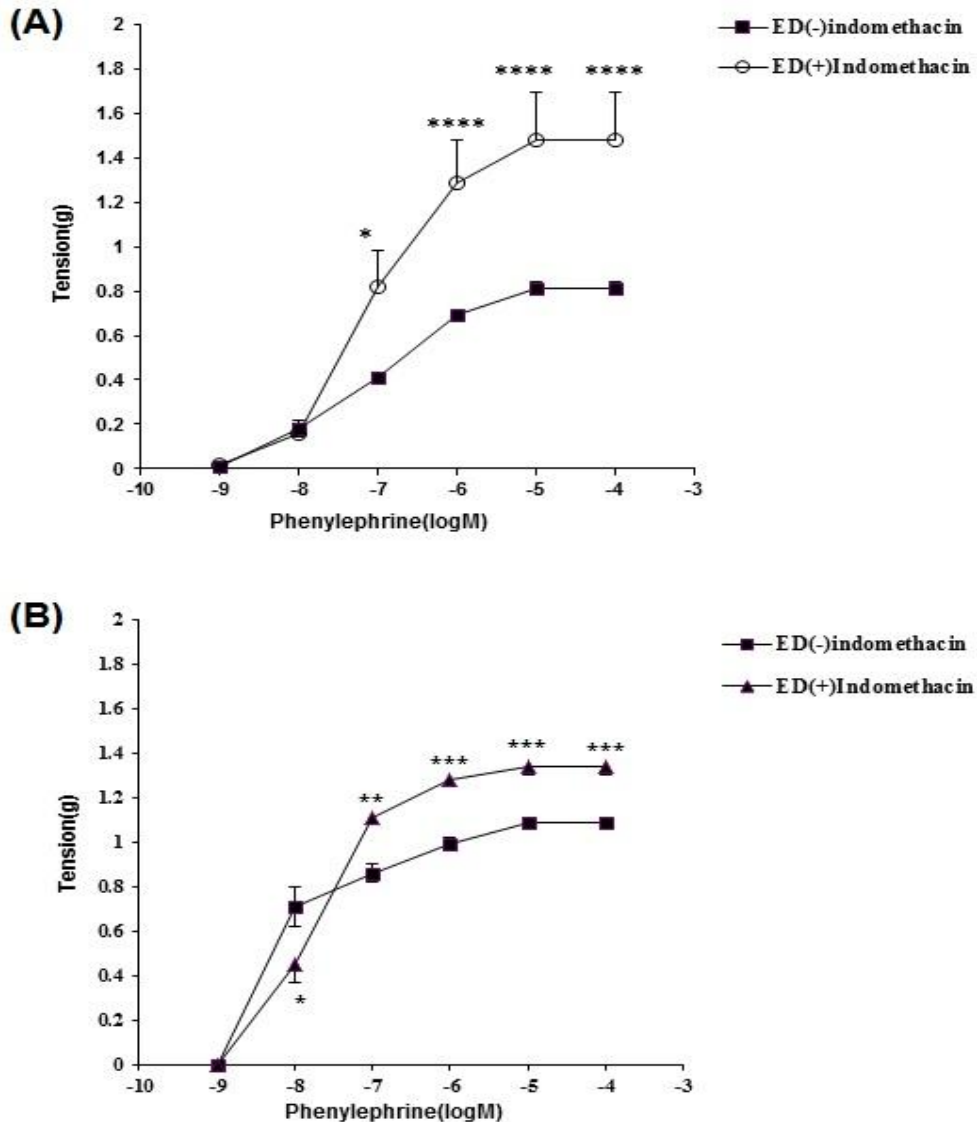 (A)
2
1.8
1.6
1.4
1.2
1
0.8
0.6
0.4
0.2
0
Tension(g)
****
****
****
*
-10 -9 -8 -7 -6 -5 -4 -3
Phenylephrine(logM)
ED(-)indomethacin
ED(+)Indomethacin
(B)
2
1.8
1.6
1.4
1.2
1
0.8
0.6
0.4
0.2
0
Tension(g)
*
**
***
***
***
-10 -9 -8 -7 -6 -5 -4 -3
Phenylephrine(logM)
ED(-)indomethacin
ED(+)Indomethacin